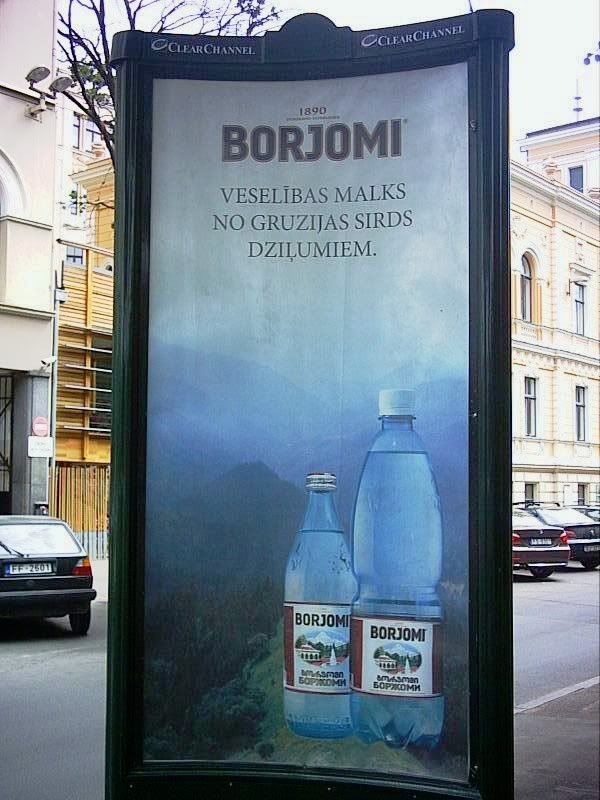 CLEARCHANNEL
CLEARCHANNEL
1890
BORJOMI
VESELĪBAS MALKS
NO GRUZIJAS SIRDS
DZIĻUMIEM.
BORJOMI
ᲑᲝᲠᲯᲝᲛᲘ
БОРЖОМИ
BORJOMI
ᲑᲝᲠᲯᲝᲛᲘ
БОРЖОМИ
FF-2601